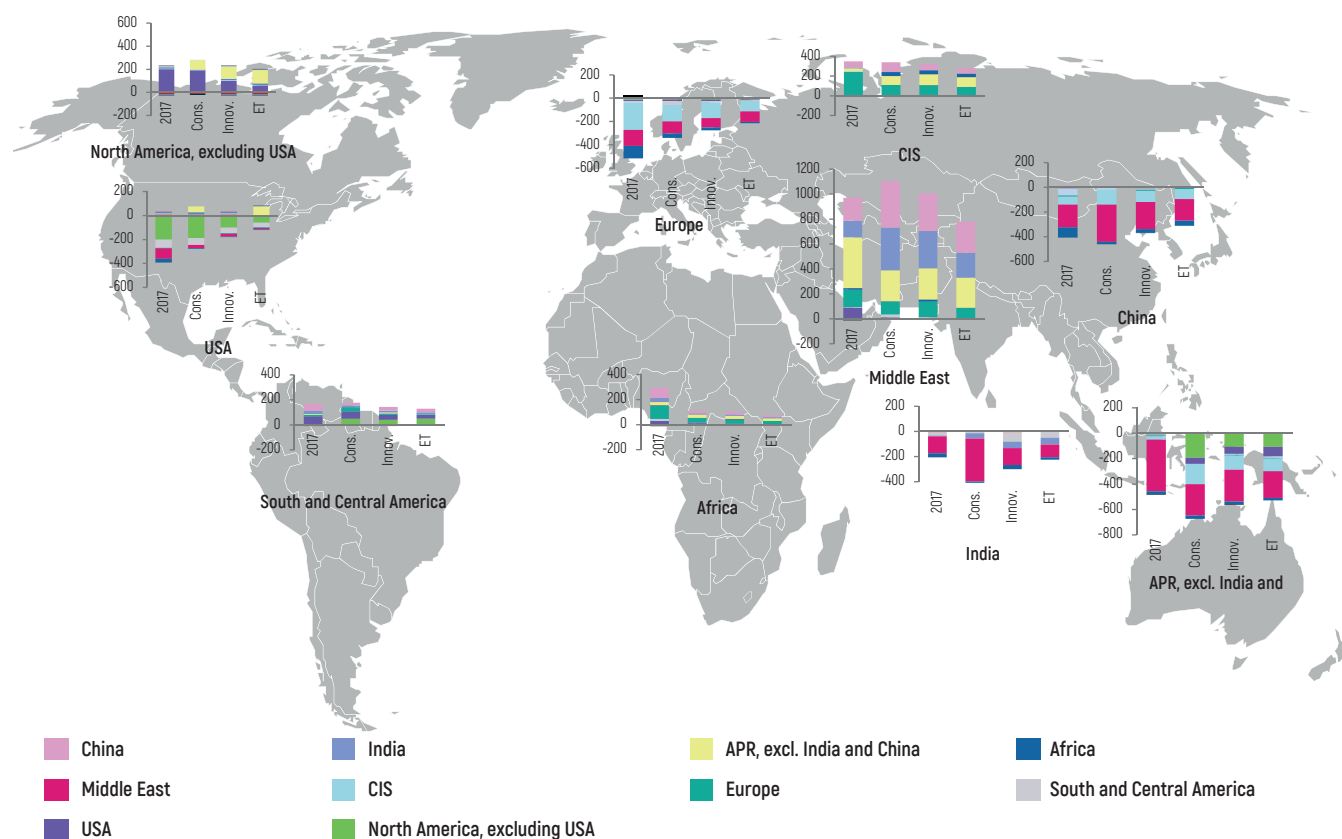 600
400
200
0
-200
2017
Cons.
Innov.
ET
North America, excluding USA
200
0
-200
-400
-600
2017
Cons.
Innov.
ET
USA
400
200
0
-200
2017
Cons.
Innov.
ET
South and Central America
200
0
-200
-400
-600
2017
Cons.
Innov.
ET
Europe
400
200
0
2017
Cons.
Innov.
ET
CIS
1200
1000
800
600
400
200
0
-200
2017
Cons.
Innov.
ET
Middle East
200
0
-200
-400
-600
2017
Cons.
Innov.
ET
China
400
200
0
-200
2017
Cons.
Innov.
ET
Africa
200
0
-200
-400
2017
Cons.
Innov.
ET
India
200
0
-200
-400
-600
-800
2017
Cons.
Innov.
ET
APR, excl. India and
China
India
APR, excl. India and China
Africa
Middle East
CIS
Europe
South and Central America
USA
North America, excluding USA